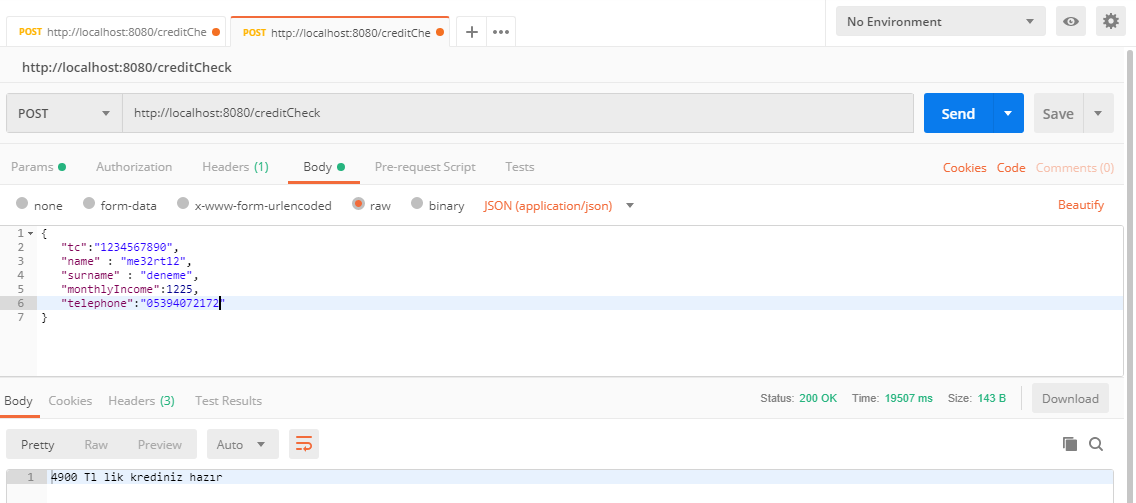 POST http://localhost:8080/creditChe POST http://localhost:8080/creditChe No Environment
http://localhost:8080/creditCheck
POST http://localhost:8080/creditCheck Send Save
Params Authorization Headers (1) Body Pre-request Script Tests Cookies Code Comments (0)
none form-data x-www-form-urlencoded raw binary JSON (application/json) Beautify
1 {
2 "tc":"1234567890",
3 "name" : "me32rt12",
4 "surname" : "deneme",
5 "monthlyIncome":1225,
6 "telephone":"05394072172"
7 }
Body Cookies Headers (3) Test Results Status: 200 OK Time: 19507 ms Size: 143 B Download
Pretty Raw Preview Auto
1 4900 Tl lik krediniz hazır